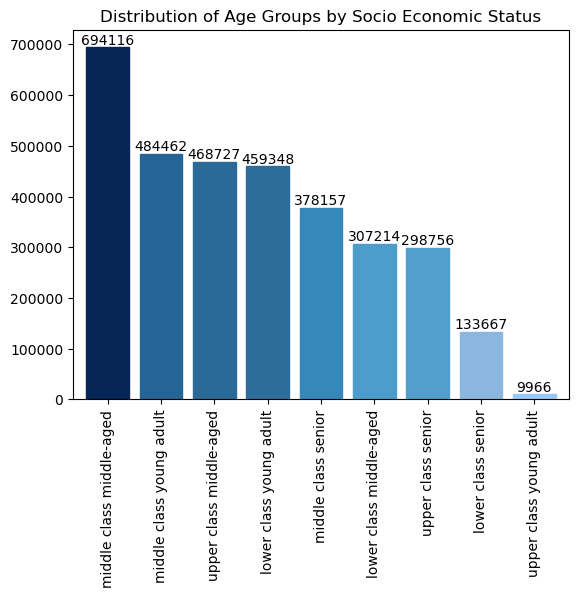 Distribution of Age Groups by Socio Economic Status
700000
600000
500000
400000
300000
200000
100000
0
694116
484462
468727
459348
378157
307214
298756
133667
9966
middle class middle-aged
middle class young adult
upper class middle-aged
lower class young adult
middle class senior
lower class middle-aged
upper class senior
lower class senior
upper class young adult